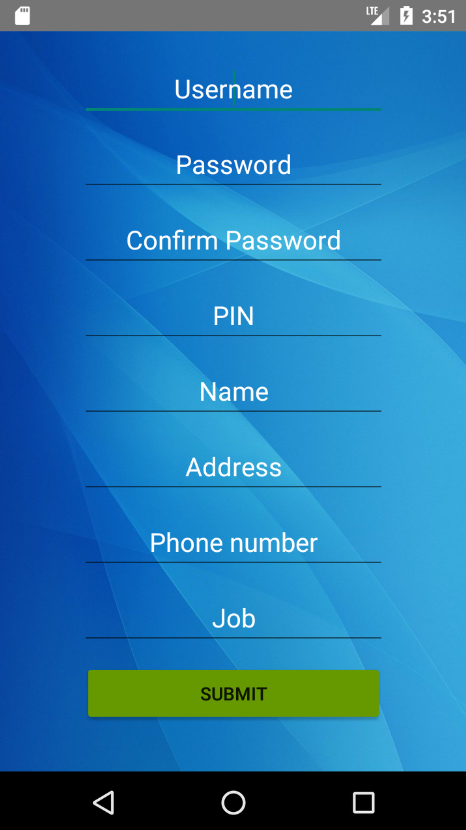 LTE 3:51
Username
Password
Confirm Password
PIN
Name
Address
Phone number
Job
SUBMIT